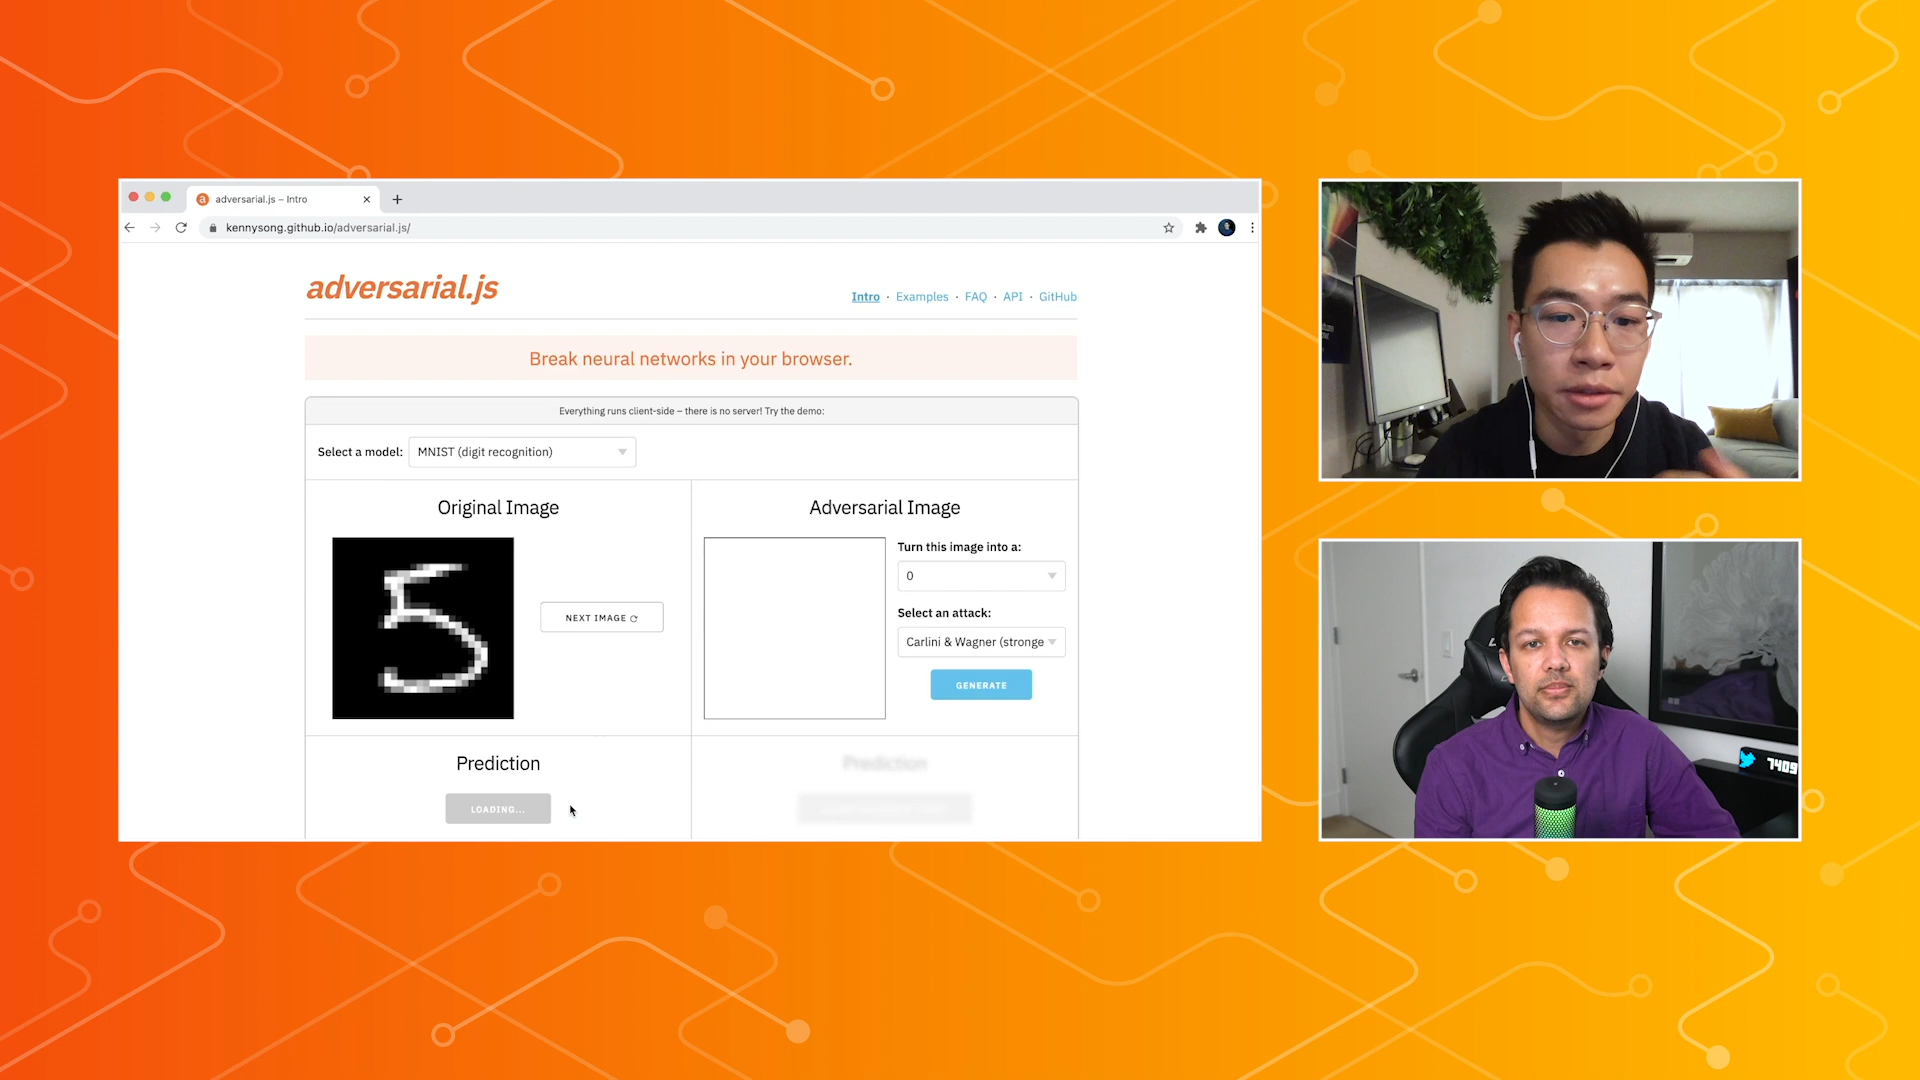 adversarial.js – Intro
kennysong.github.io/adversarial.js/
adversarial.js
Intro · Examples · FAQ · API · GitHub
Break neural networks in your browser.
Everything runs client-side – there is no server! Try the demo:
Select a model: MNIST (digit recognition)
Original Image
5
NEXT IMAGE
Prediction
LOADING...
Adversarial Image
Turn this image into a:
0
Select an attack:
Carlini & Wagner (stronge
GENERATE
Prediction
7409